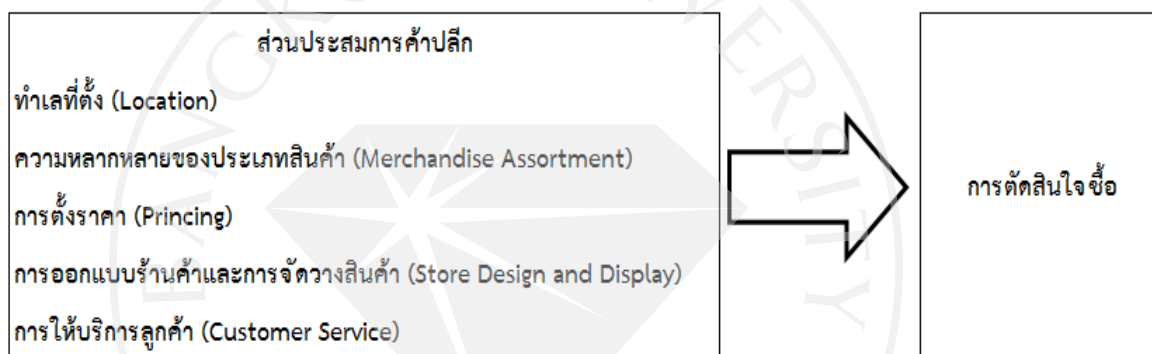 ส่วนประสมการค้าปลีก
ทำเลที่ตั้ง (Location)
ความหลากหลายของประเภทสินค้า (Merchandise Assortment)
การตั้งราคา (Princing)
การตัดสินใจซื้อ
การออกแบบร้านค้าและการจัดวางสินค้า (Store Design and Display)
การให้บริการลูกค้า (Customer Service)